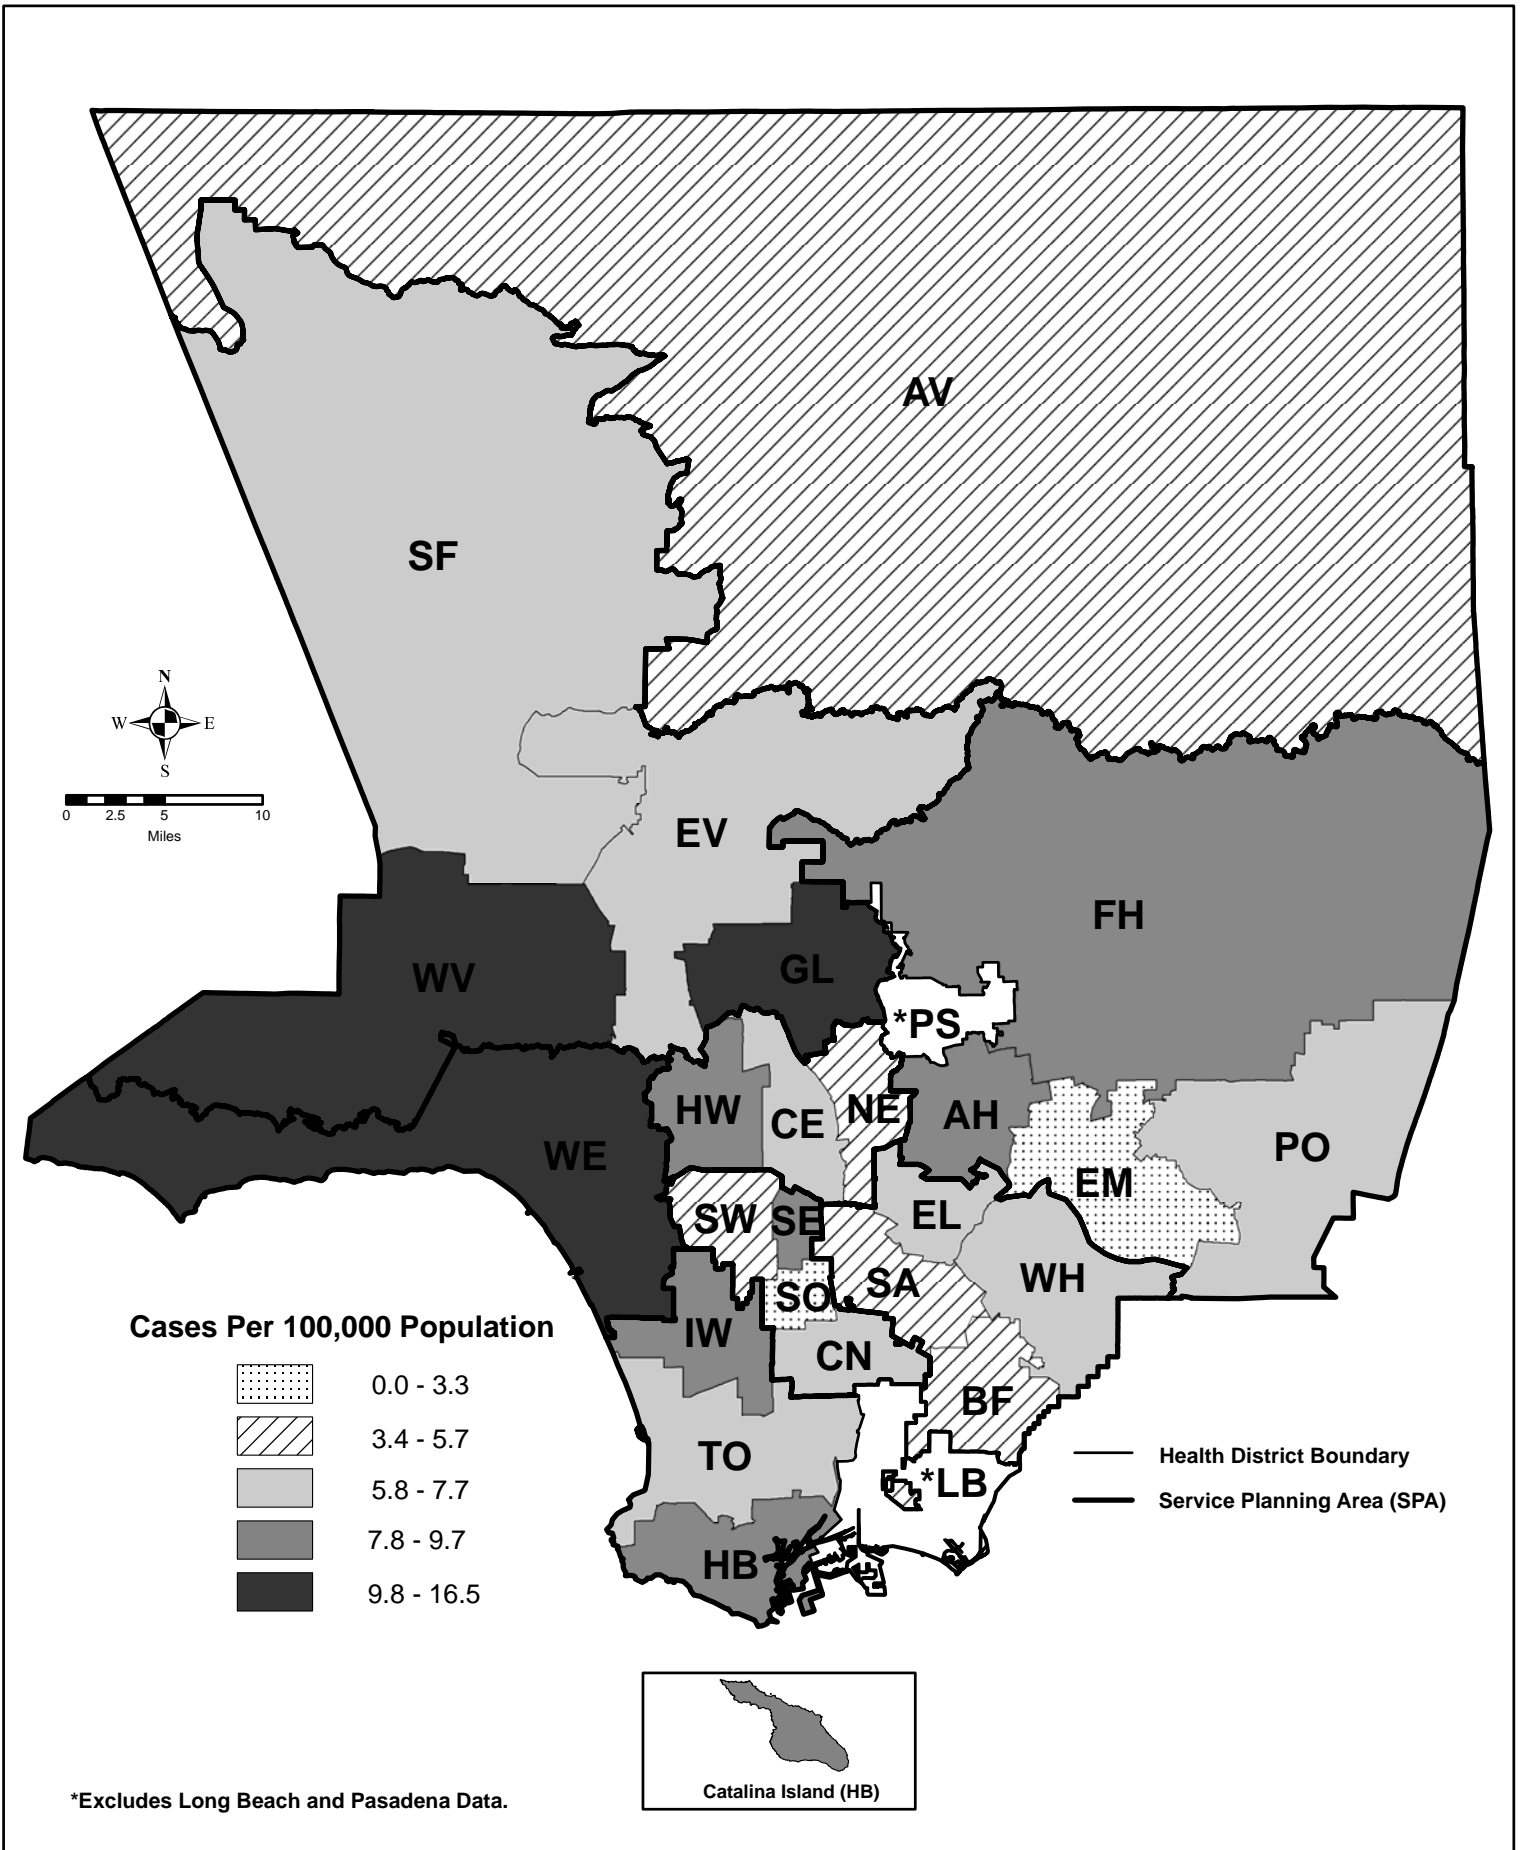 AV
SF
N
W E
S
0 2.5 5 10
Miles
EV
FH
WV
GL
*PS
HW
CE
NE
AH
WE
PO
EM
SW
SE
EL
SA
WH
SO
Cases Per 100,000 Population
IW
CN
0.0 - 3.3
BF
3.4 - 5.7
TO
Health District Boundary
5.8 - 7.7
*LB
Service Planning Area (SPA)
7.8 - 9.7
HB
9.8 - 16.5
Catalina Island (HB)
*Excludes Long Beach and Pasadena Data.